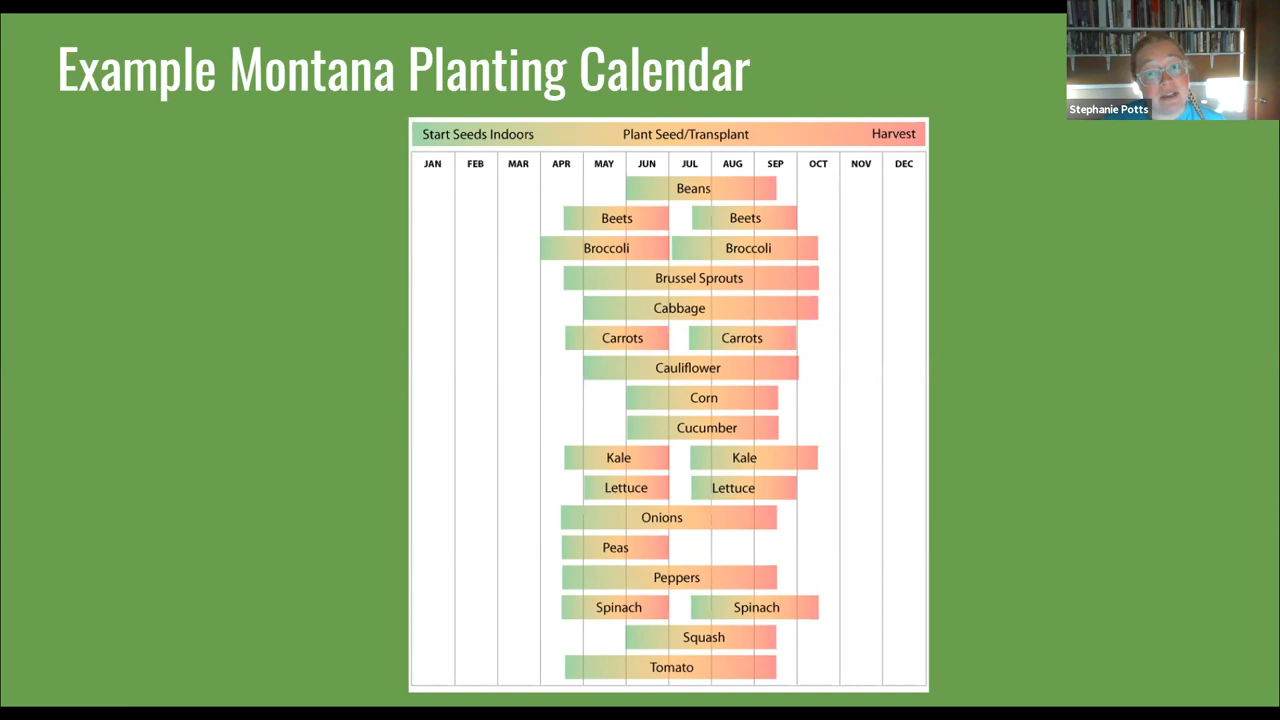 Example Montana Planting Calendar
Stephanie Potts
Start Seeds Indoors Plant Seed/Transplant Harvest
JAN FEB MAR APR MAY JUN JUL AUG SEP OCT NOV DEC
Beans
Beets Beets
Broccoli Broccoli
Brussel Sprouts
Cabbage
Carrots Carrots
Cauliflower
Corn
Cucumber
Kale Kale
Lettuce Lettuce
Onions
Peas
Peppers
Spinach Spinach
Squash
Tomato